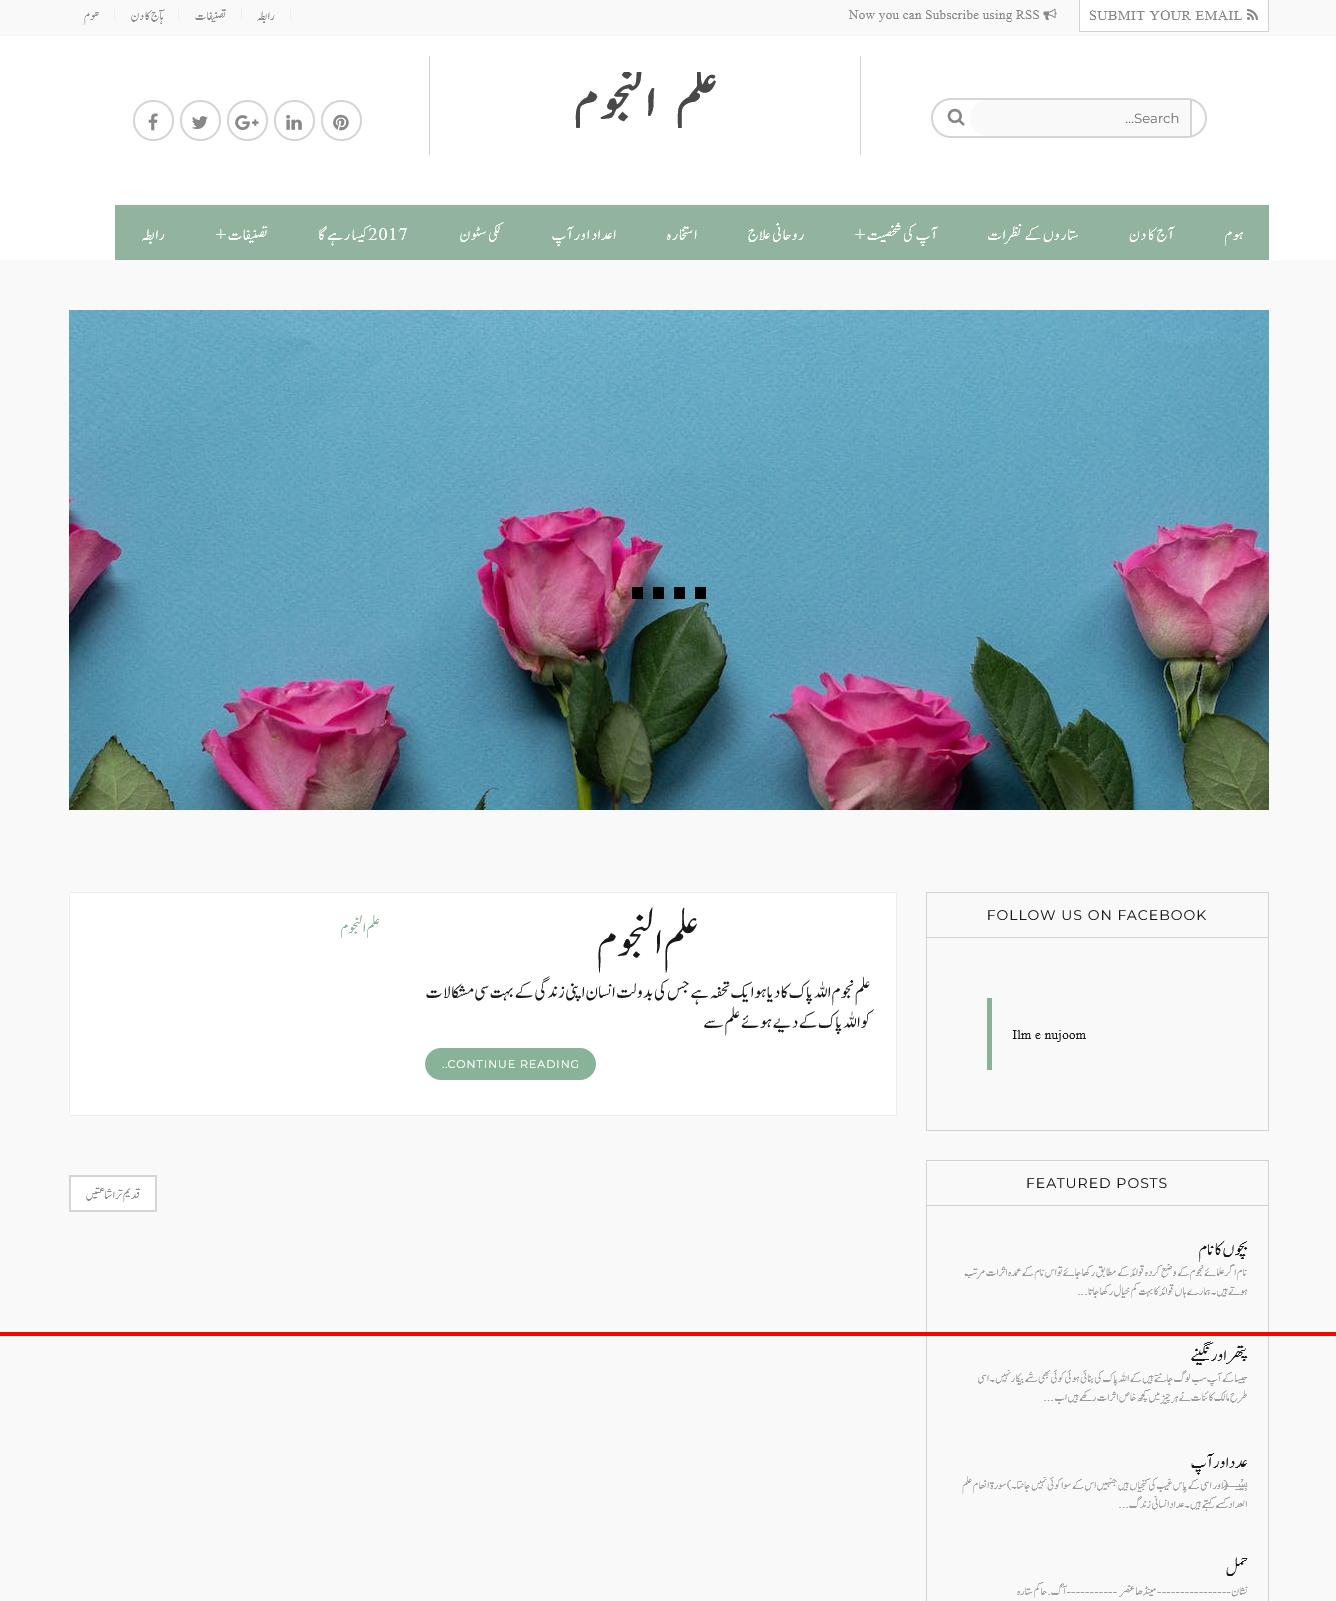 SUBMIT YOUR EMAIL
Now you can Subscribe using RSS
رابطہ
تصنیفات
آج کا دن
ھوم
Search...
علم النجوم
ہوم
آج کا دن
ستاروں کے نظرات
آپ کی شخصیت +
روحانی علاج
استخارہ
اعداد اور آپ
لکی سٹون
2017 کیسا رہے گا
تصنیفات +
رابطہ
علم النجوم
علم النجوم
علم نجوم اللہ پاک کا دیا ہوا یک تحفہ ہے جس کی بدولت انسان اپنی زندگی کے بہت سی مشکالات
کو اللہ پاک کے دیے ہوئے علم سے
CONTINUE READING..
قدیم تر اشاعتیں
FOLLOW US ON FACEBOOK
Ilm e nujoom
FEATURED POSTS
بچوں کا نام
نام اگر علمائے نجوم کے وضع کردہ قوائد کے مطابق رکھا جائے تو اس نام کے عمدہ اثرات مرتب
ہوتے ہیں۔ ہمارے ہاں قوائد کا بہت کم خیال رکھا جاتا...
پتھر اور نگینے
جیسا کے آپ سب لوگ جانتے ہیں کے اللہ پاک کی بنائی ہوئی کوئی بھی شے بیکار نہیں۔ اسی
طرح مالک کائنات نے ہر چیز میں کچھ خاص اثرات رکھے ہیں اب ...
عدد اور آپ
اور اسی کے پاس غیب کی کنجیاں ہیں جنہیں اس کے سوا کوئی نہیں جانتا۔) سورۃ انعام علم
العداد کسے کہتے ہیں۔ عداد انسانی زندگ...
حمل
نشان----------------مینڈھا عنصر -----------آگ. حاکم ستارہ